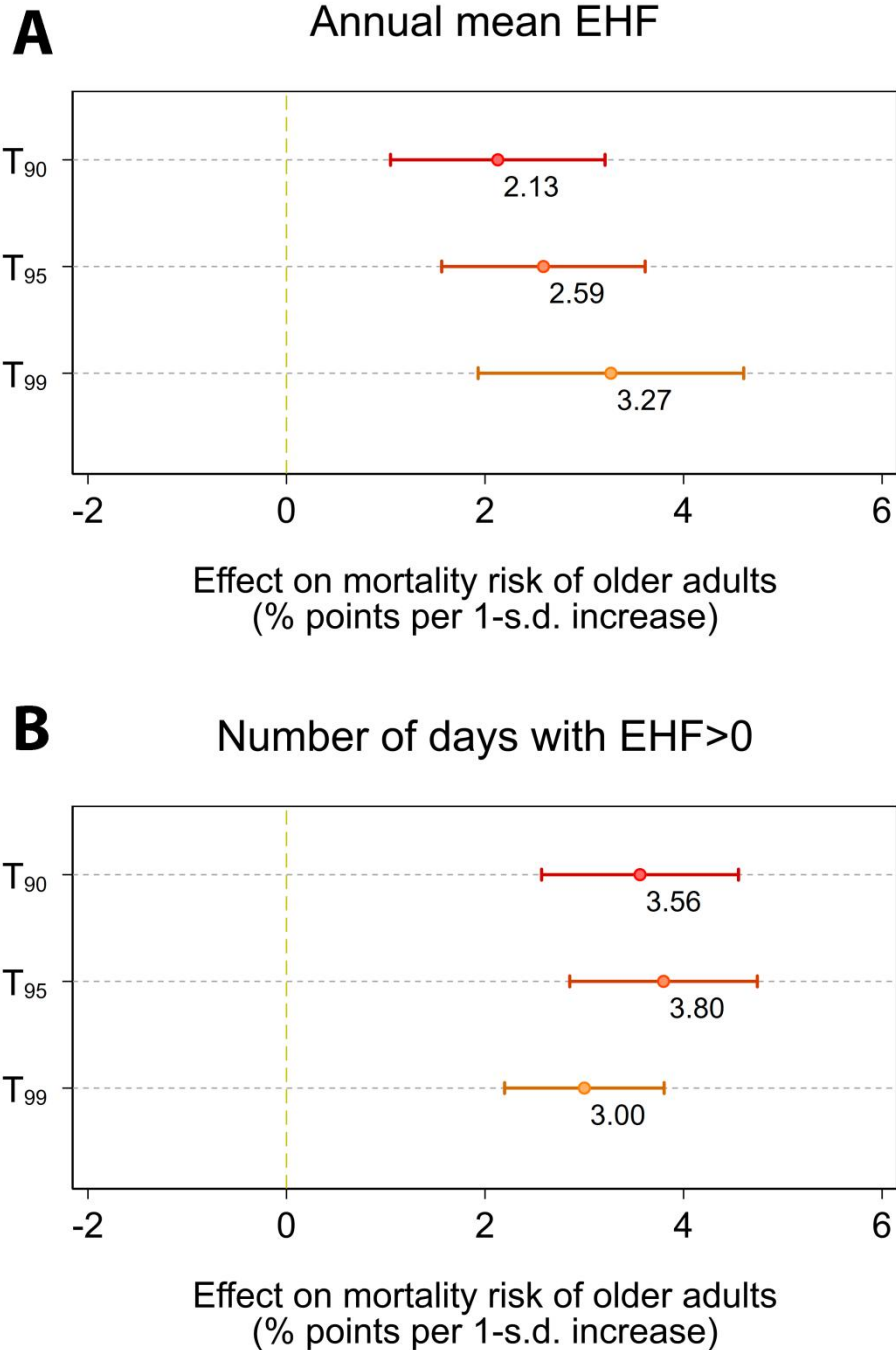 A
Annual mean EHF
T90
2.13
T95
2.59
T99
3.27
-2 0 2 4 6
Effect on mortality risk of older adults
(% points per 1-s.d. increase)
B
Number of days with EHF>0
T90
3.56
T95
3.80
T99
3.00
-2 0 2 4 6
Effect on mortality risk of older adults
(% points per 1-s.d. increase)